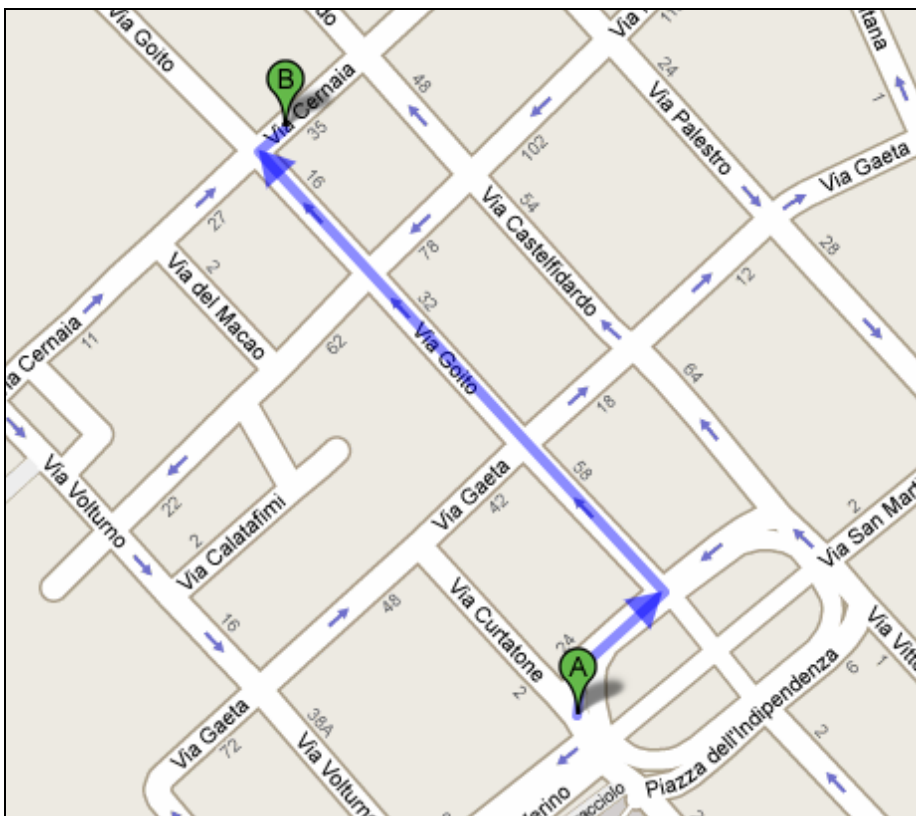 Via Goito
B
Via Cernaia
35
48
24
1
102
Via Palestro
Via Gaeta
16
27
54
Via Castelfidardo
28
2
Via del Macao
78
12
32
Via Goito
11
62
64
18
58
Via Gaeta
42
2
Via Volturno
22
2
Via Calatafimi
16
48
Via Curtatone
24
A
2
Via San Mart
Via Vitt
1
6
Piazza dell'Indipendenza
2
38A
Via Gaeta
72
Via Volturno